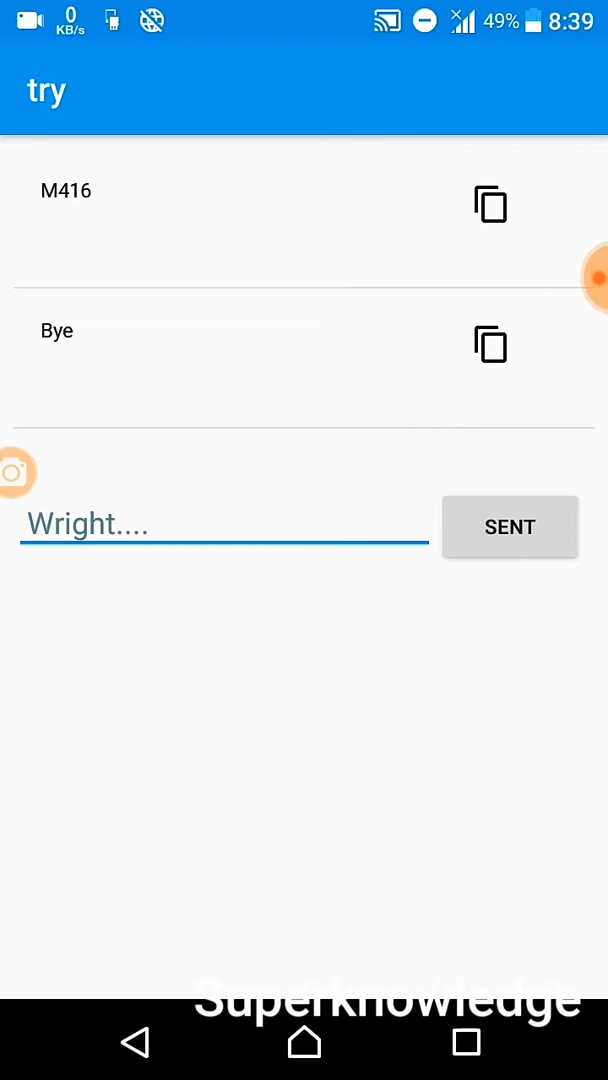 0 KB/s 49% 8:39
try
M416
Bye
Wright....
SENT
Superknowledge